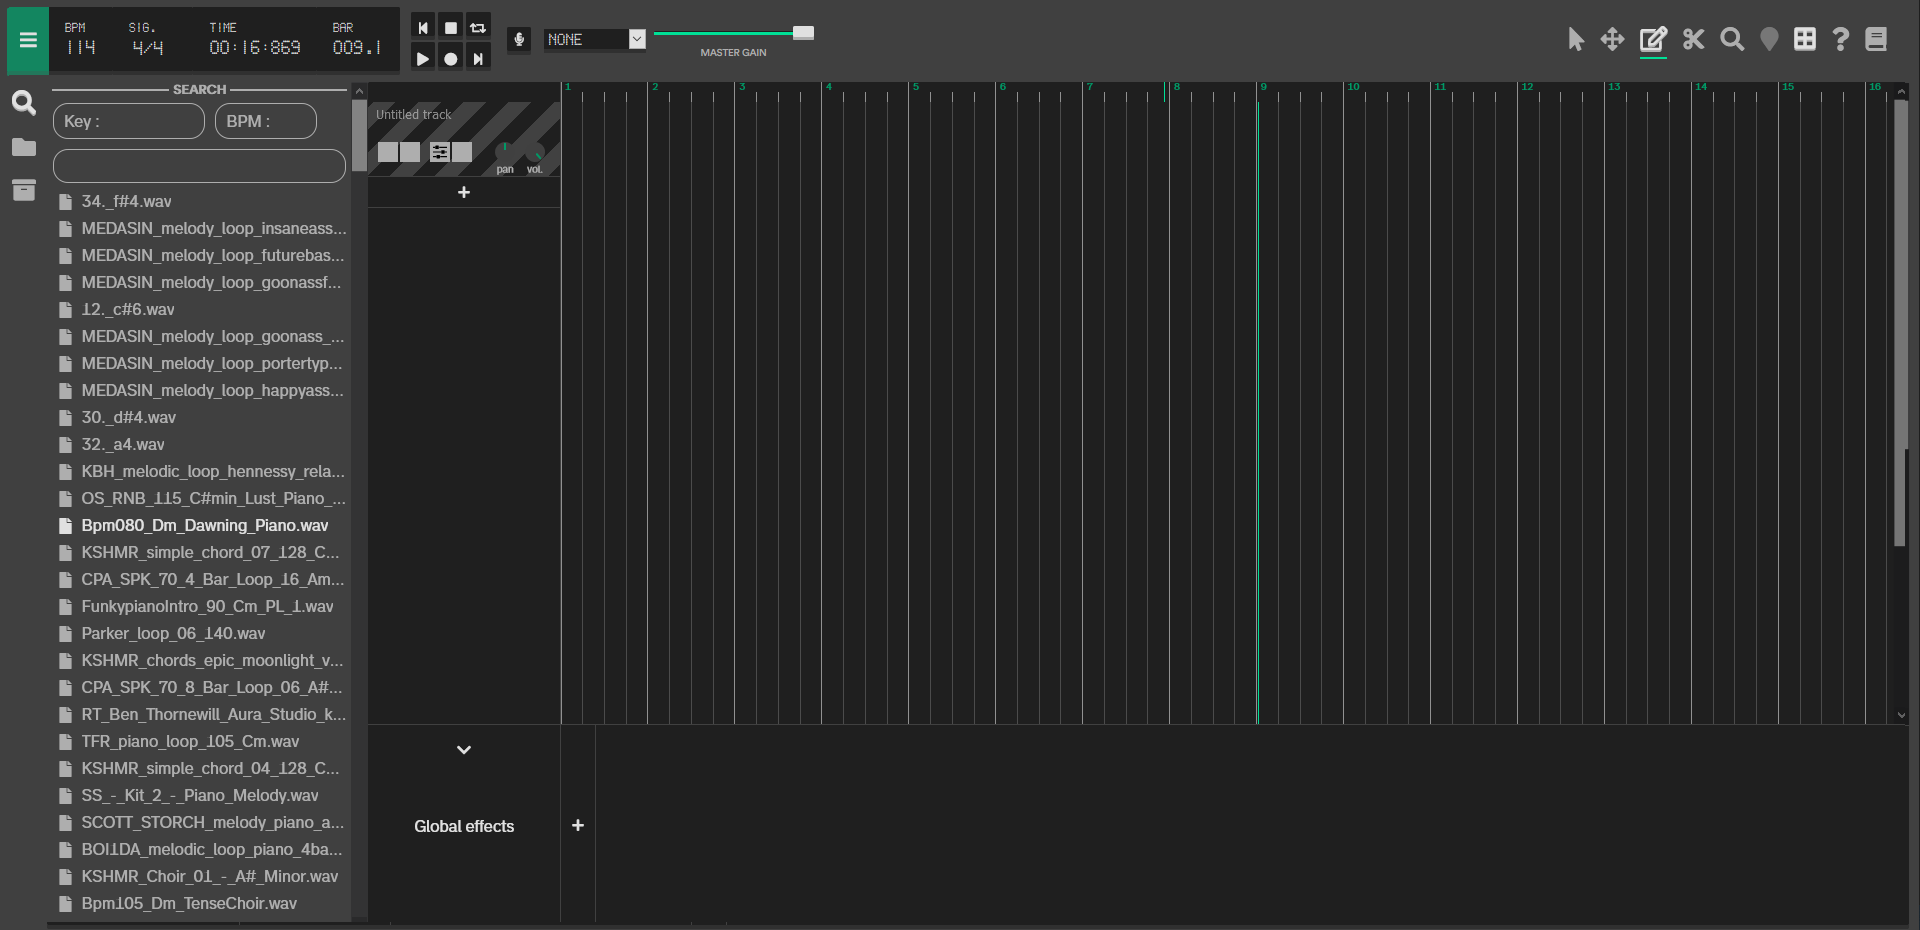 BPM SIG. TIME BAR
114 4/4 00:16:869 009.1
NONE
MASTER GAIN
SEARCH
Key : BPM :
34._f#4.wav
MEDASIN_melody_loop_insaneass...
MEDASIN_melody_loop_futurebas...
MEDASIN_melody_loop_goonassf...
12._c#6.wav
MEDASIN_melody_loop_goonass_...
MEDASIN_melody_loop_portertyp...
MEDASIN_melody_loop_happyass...
30._d#4.wav
32._a4.wav
KBH_melodic_loop_hennessy_rela...
OS_RNB_115_C#min_Lust_Piano_...
Bpm080_Dm_Dawning_Piano.wav
KSHMR_simple_chord_07_128_C...
CPA_SPK_70_4_Bar_Loop_16_Am...
FunkypianoIntro_90_Cm_PL_1.wav
Parker_loop_06_140.wav
KSHMR_chords_epic_moonlight_v...
CPA_SPK_70_8_Bar_Loop_06_A#...
RT_Ben_Thornewill_Aura_Studio_k...
TFR_piano_loop_105_Cm.wav
KSHMR_simple_chord_04_128_C...
SS_-_Kit_2_-_Piano_Melody.wav
SCOTT_STORCH_melody_piano_a...
BOI1DA_melodic_loop_piano_4ba...
KSHMR_Choir_01_-_A#_Minor.wav
Bpm105_Dm_TenseChoir.wav
1 2 3 4 5 6 7 8 9 10 11 12 13 14 15 16
Untitled track
pan vol.
+
Global effects +